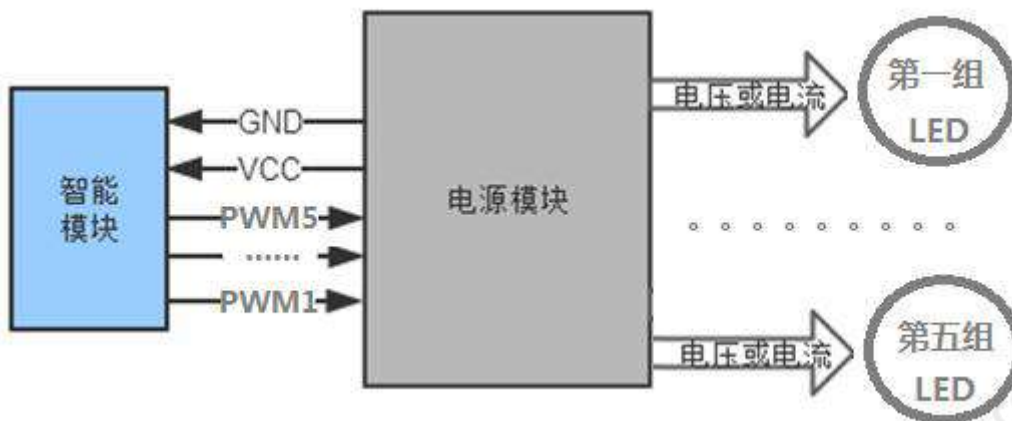 智能
模块
GND
VCC
PWM5
......
PWM1
电源模块
电压或电流
第一组
LED
电压或电流
第五组
LED